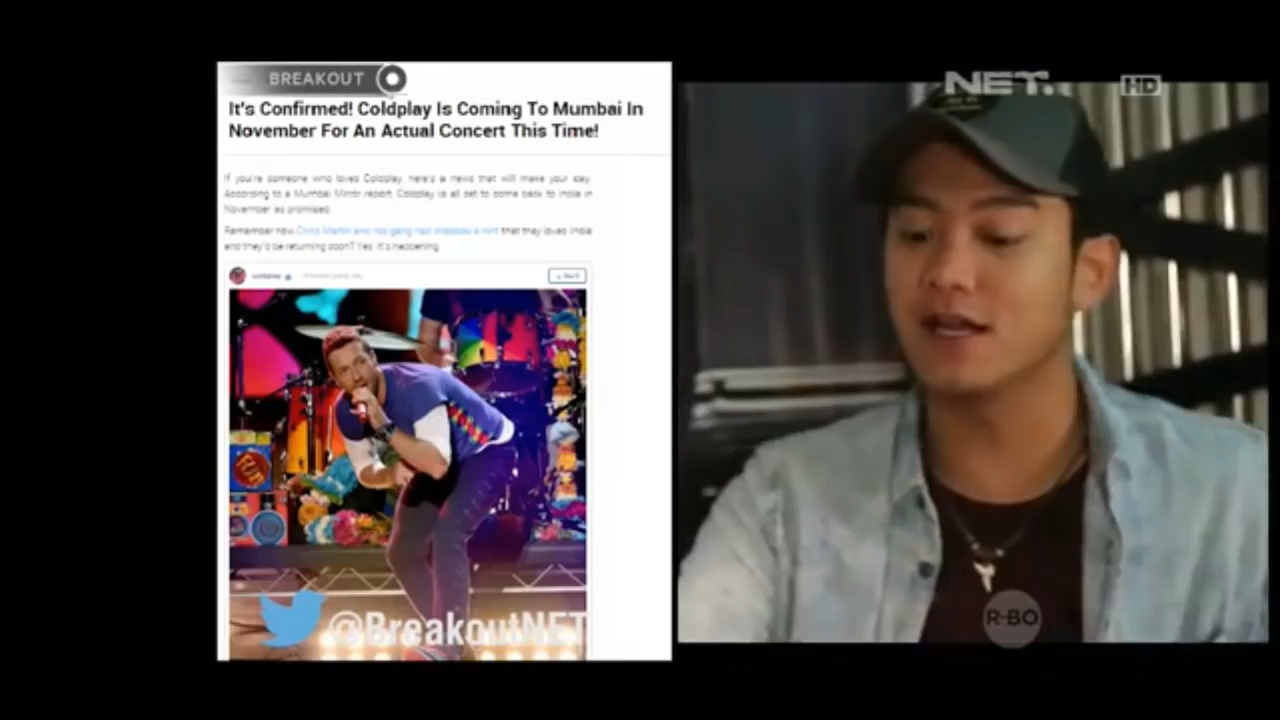 BREAKOUT
It's Confirmed! Coldplay Is Coming To Mumbai In
November For An Actual Concert This Time!
If you're someone who loves Coldplay, here's a news that will make your day.
According to a Mumbai Mirror report, Coldplay is all set to come back to India in
November as promised.
Remember how Chris Martin and his gang had dropped a hint that they loved India
and they'd be returning soon? Yes, it's happening.
coldplay
@BreakoutNET
NET.
HD
R-BO